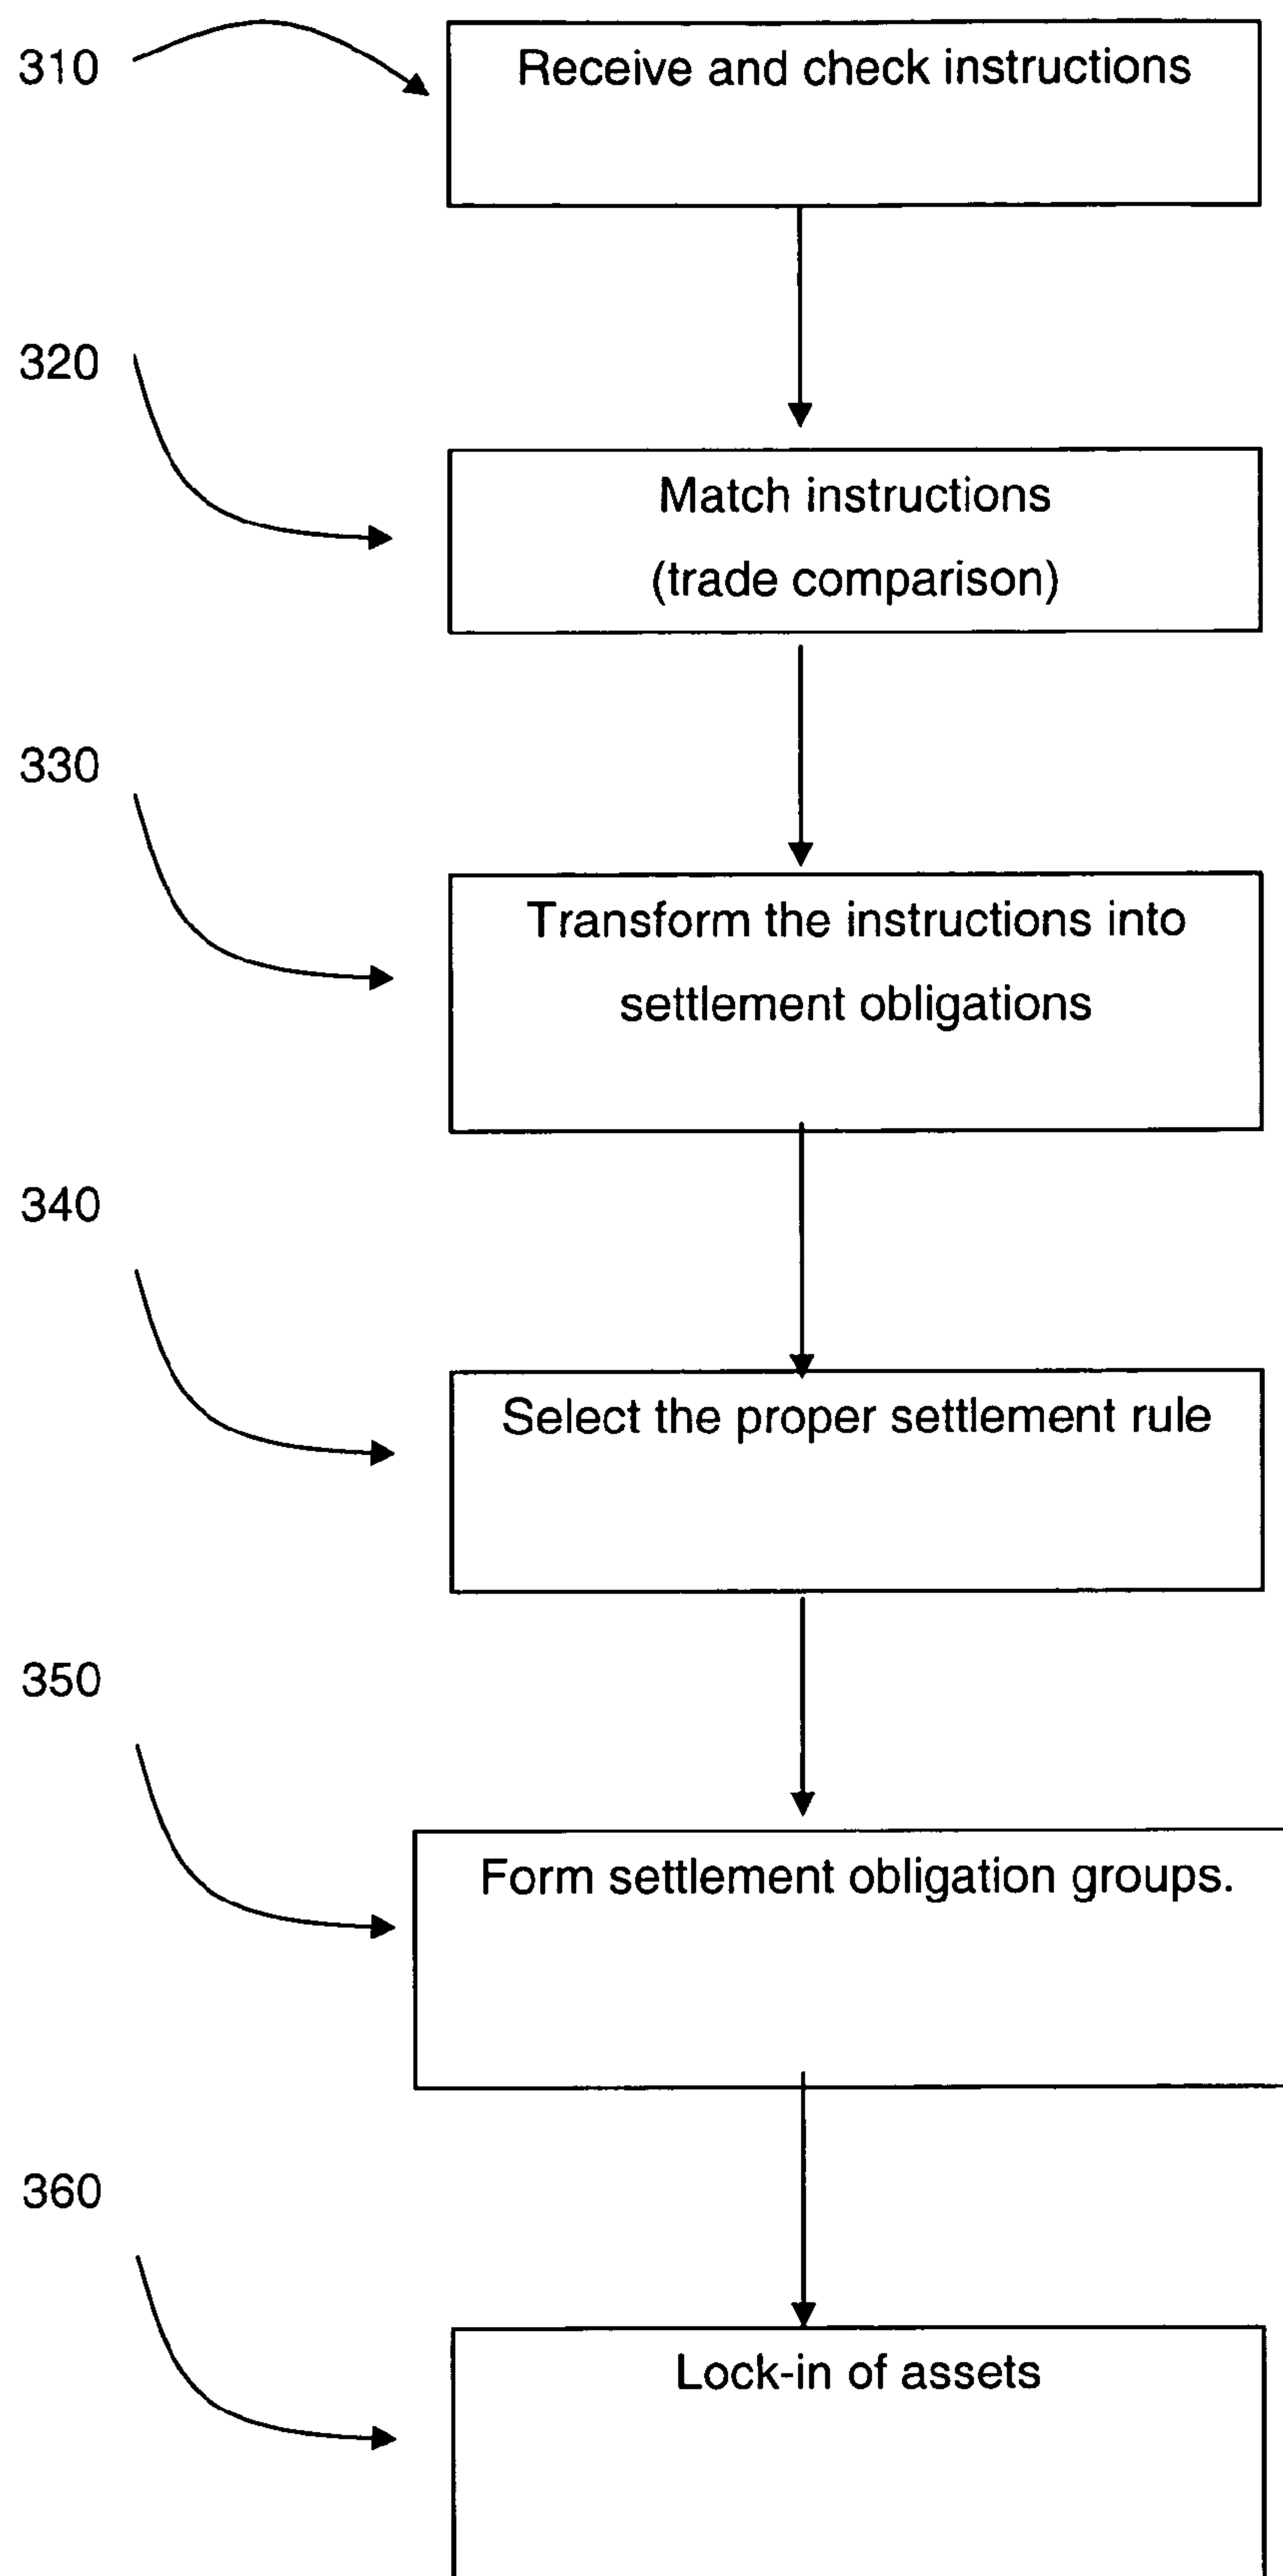 310
Receive and check instructions
320
Match instructions
(trade comparison)
330
Transform the instructions into
settlement obligations
340
Select the proper settlement rule
350
Form settlement obligation groups.
360
Lock-in of assets